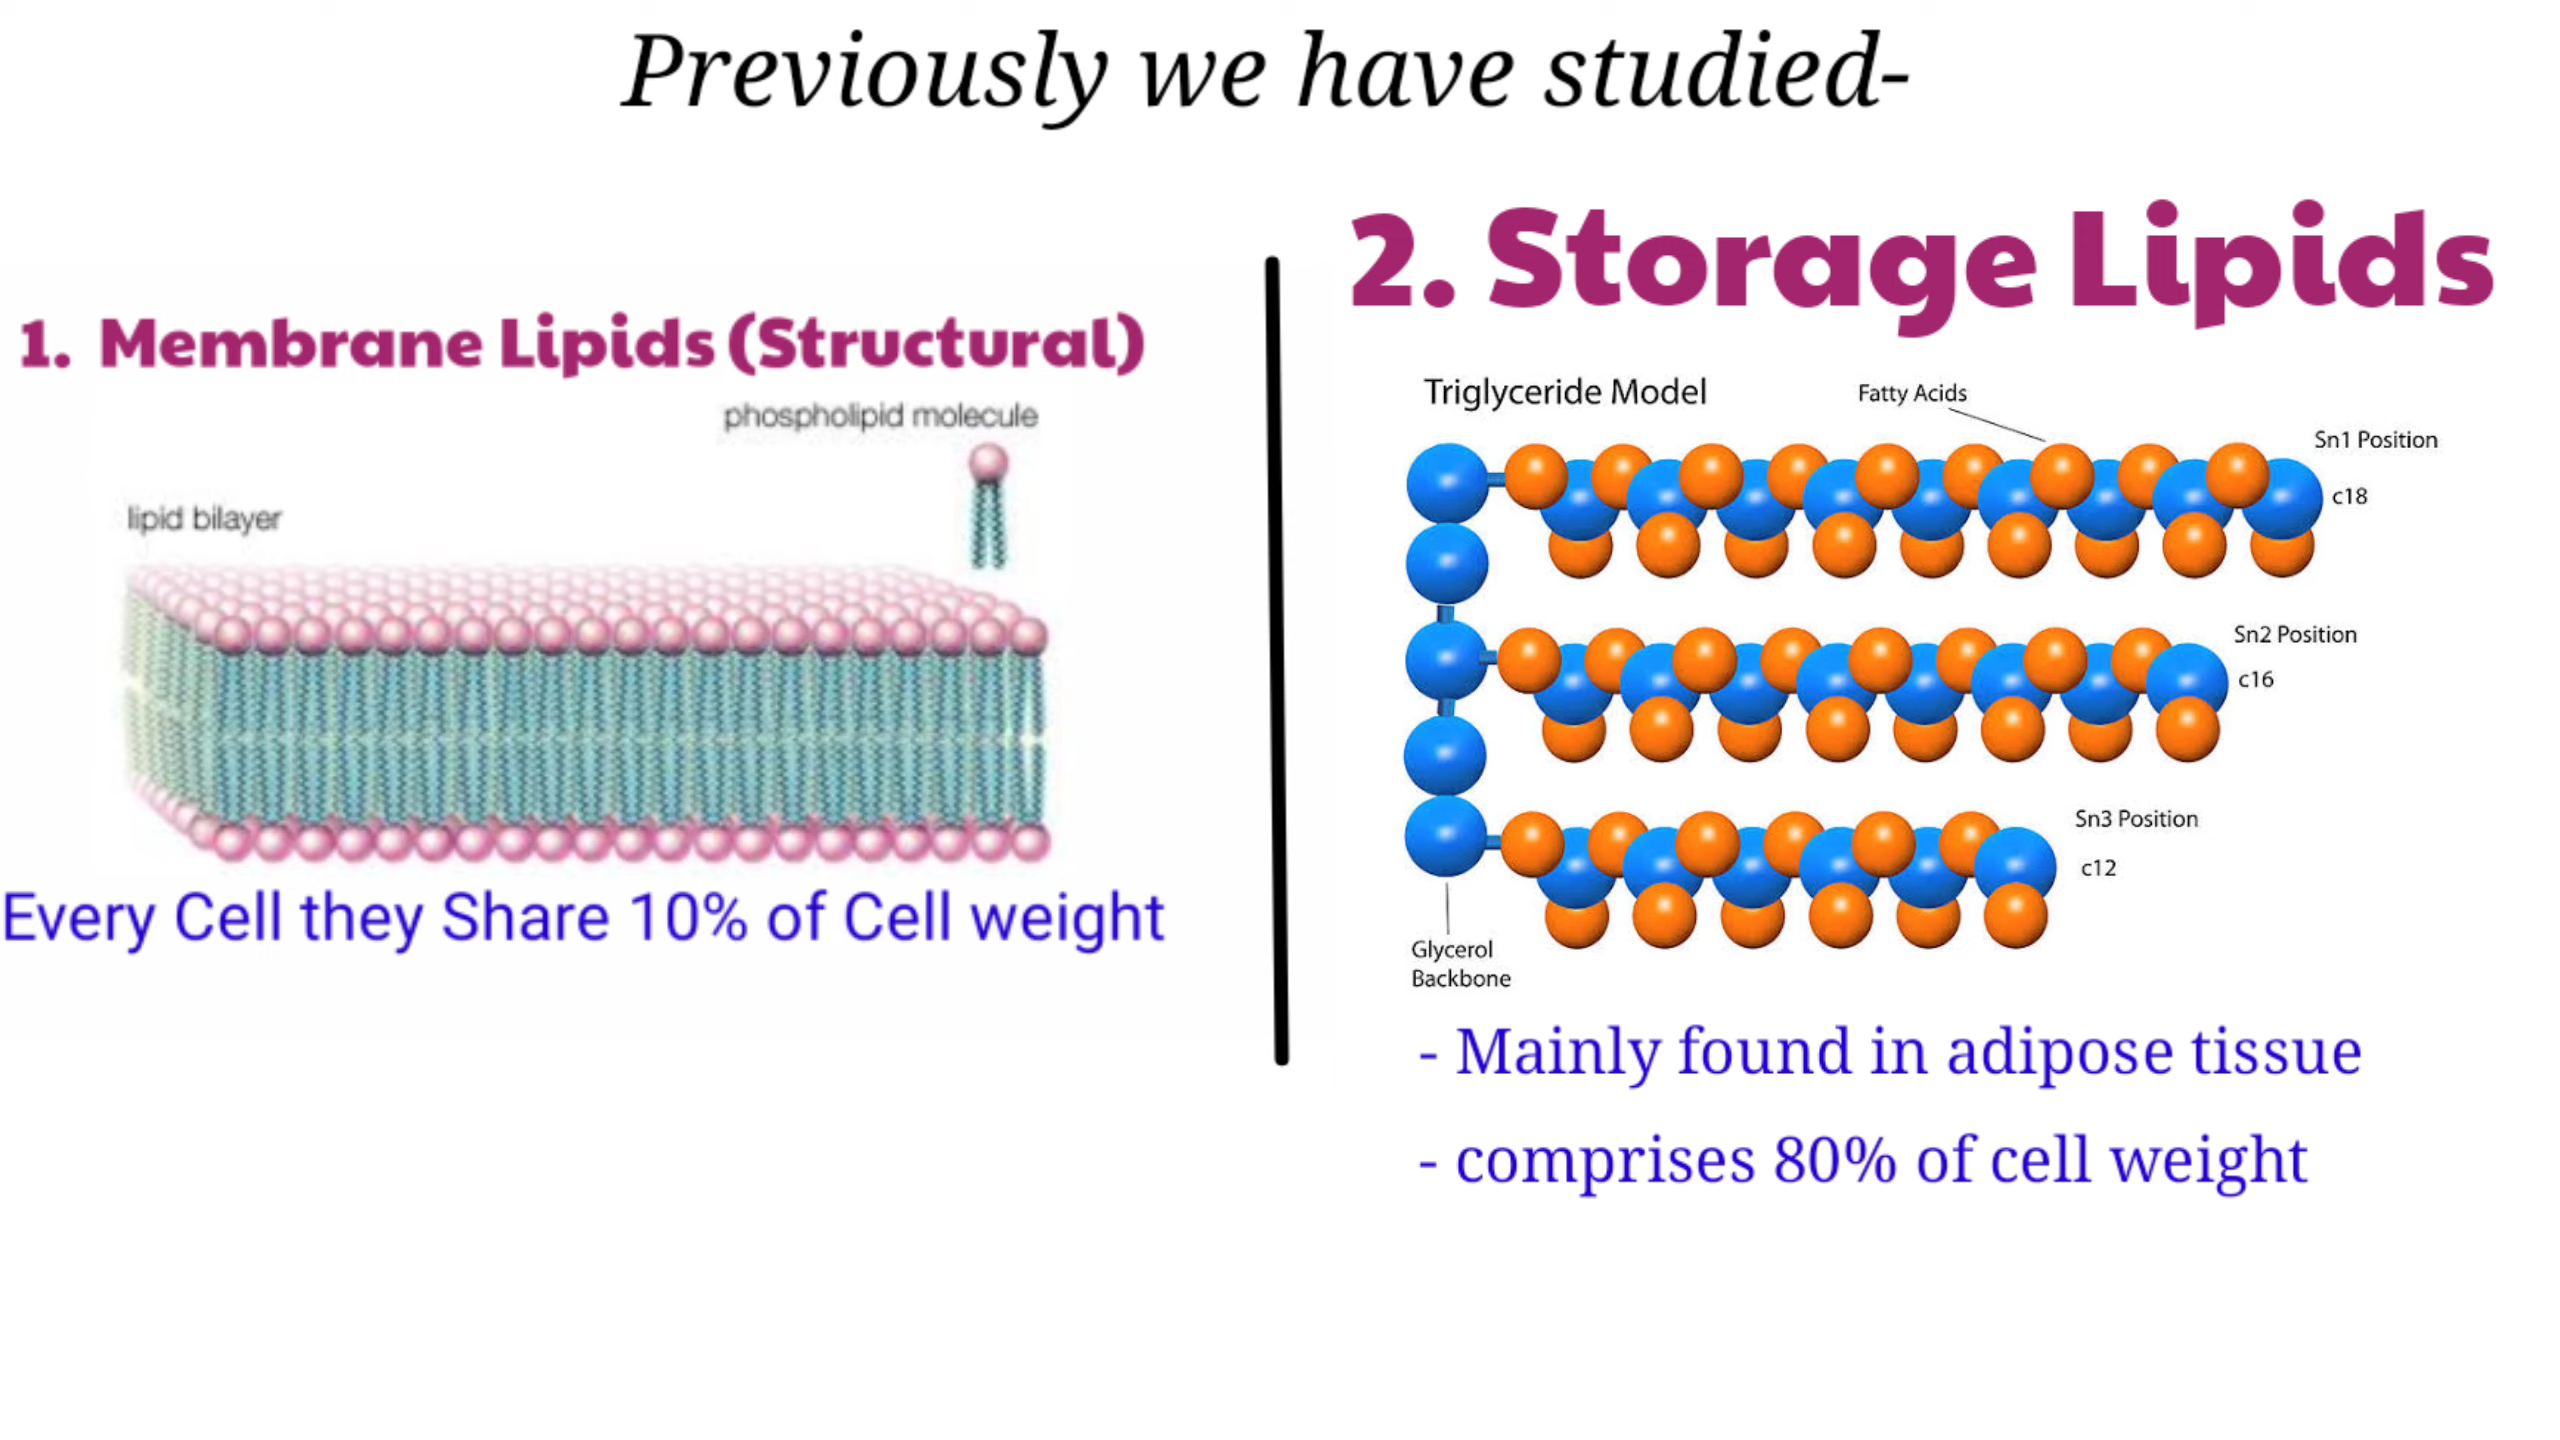 Previously we have studied-
1. Membrane Lipids (Structural)
phospholipid molecule
lipid bilayer
Every Cell they Share 10% of Cell weight
2. Storage Lipids
Triglyceride Model
Fatty Acids
Sn1 Position
c18
Sn2 Position
c16
Sn3 Position
c12
Glycerol
Backbone
- Mainly found in adipose tissue
- comprises 80% of cell weight